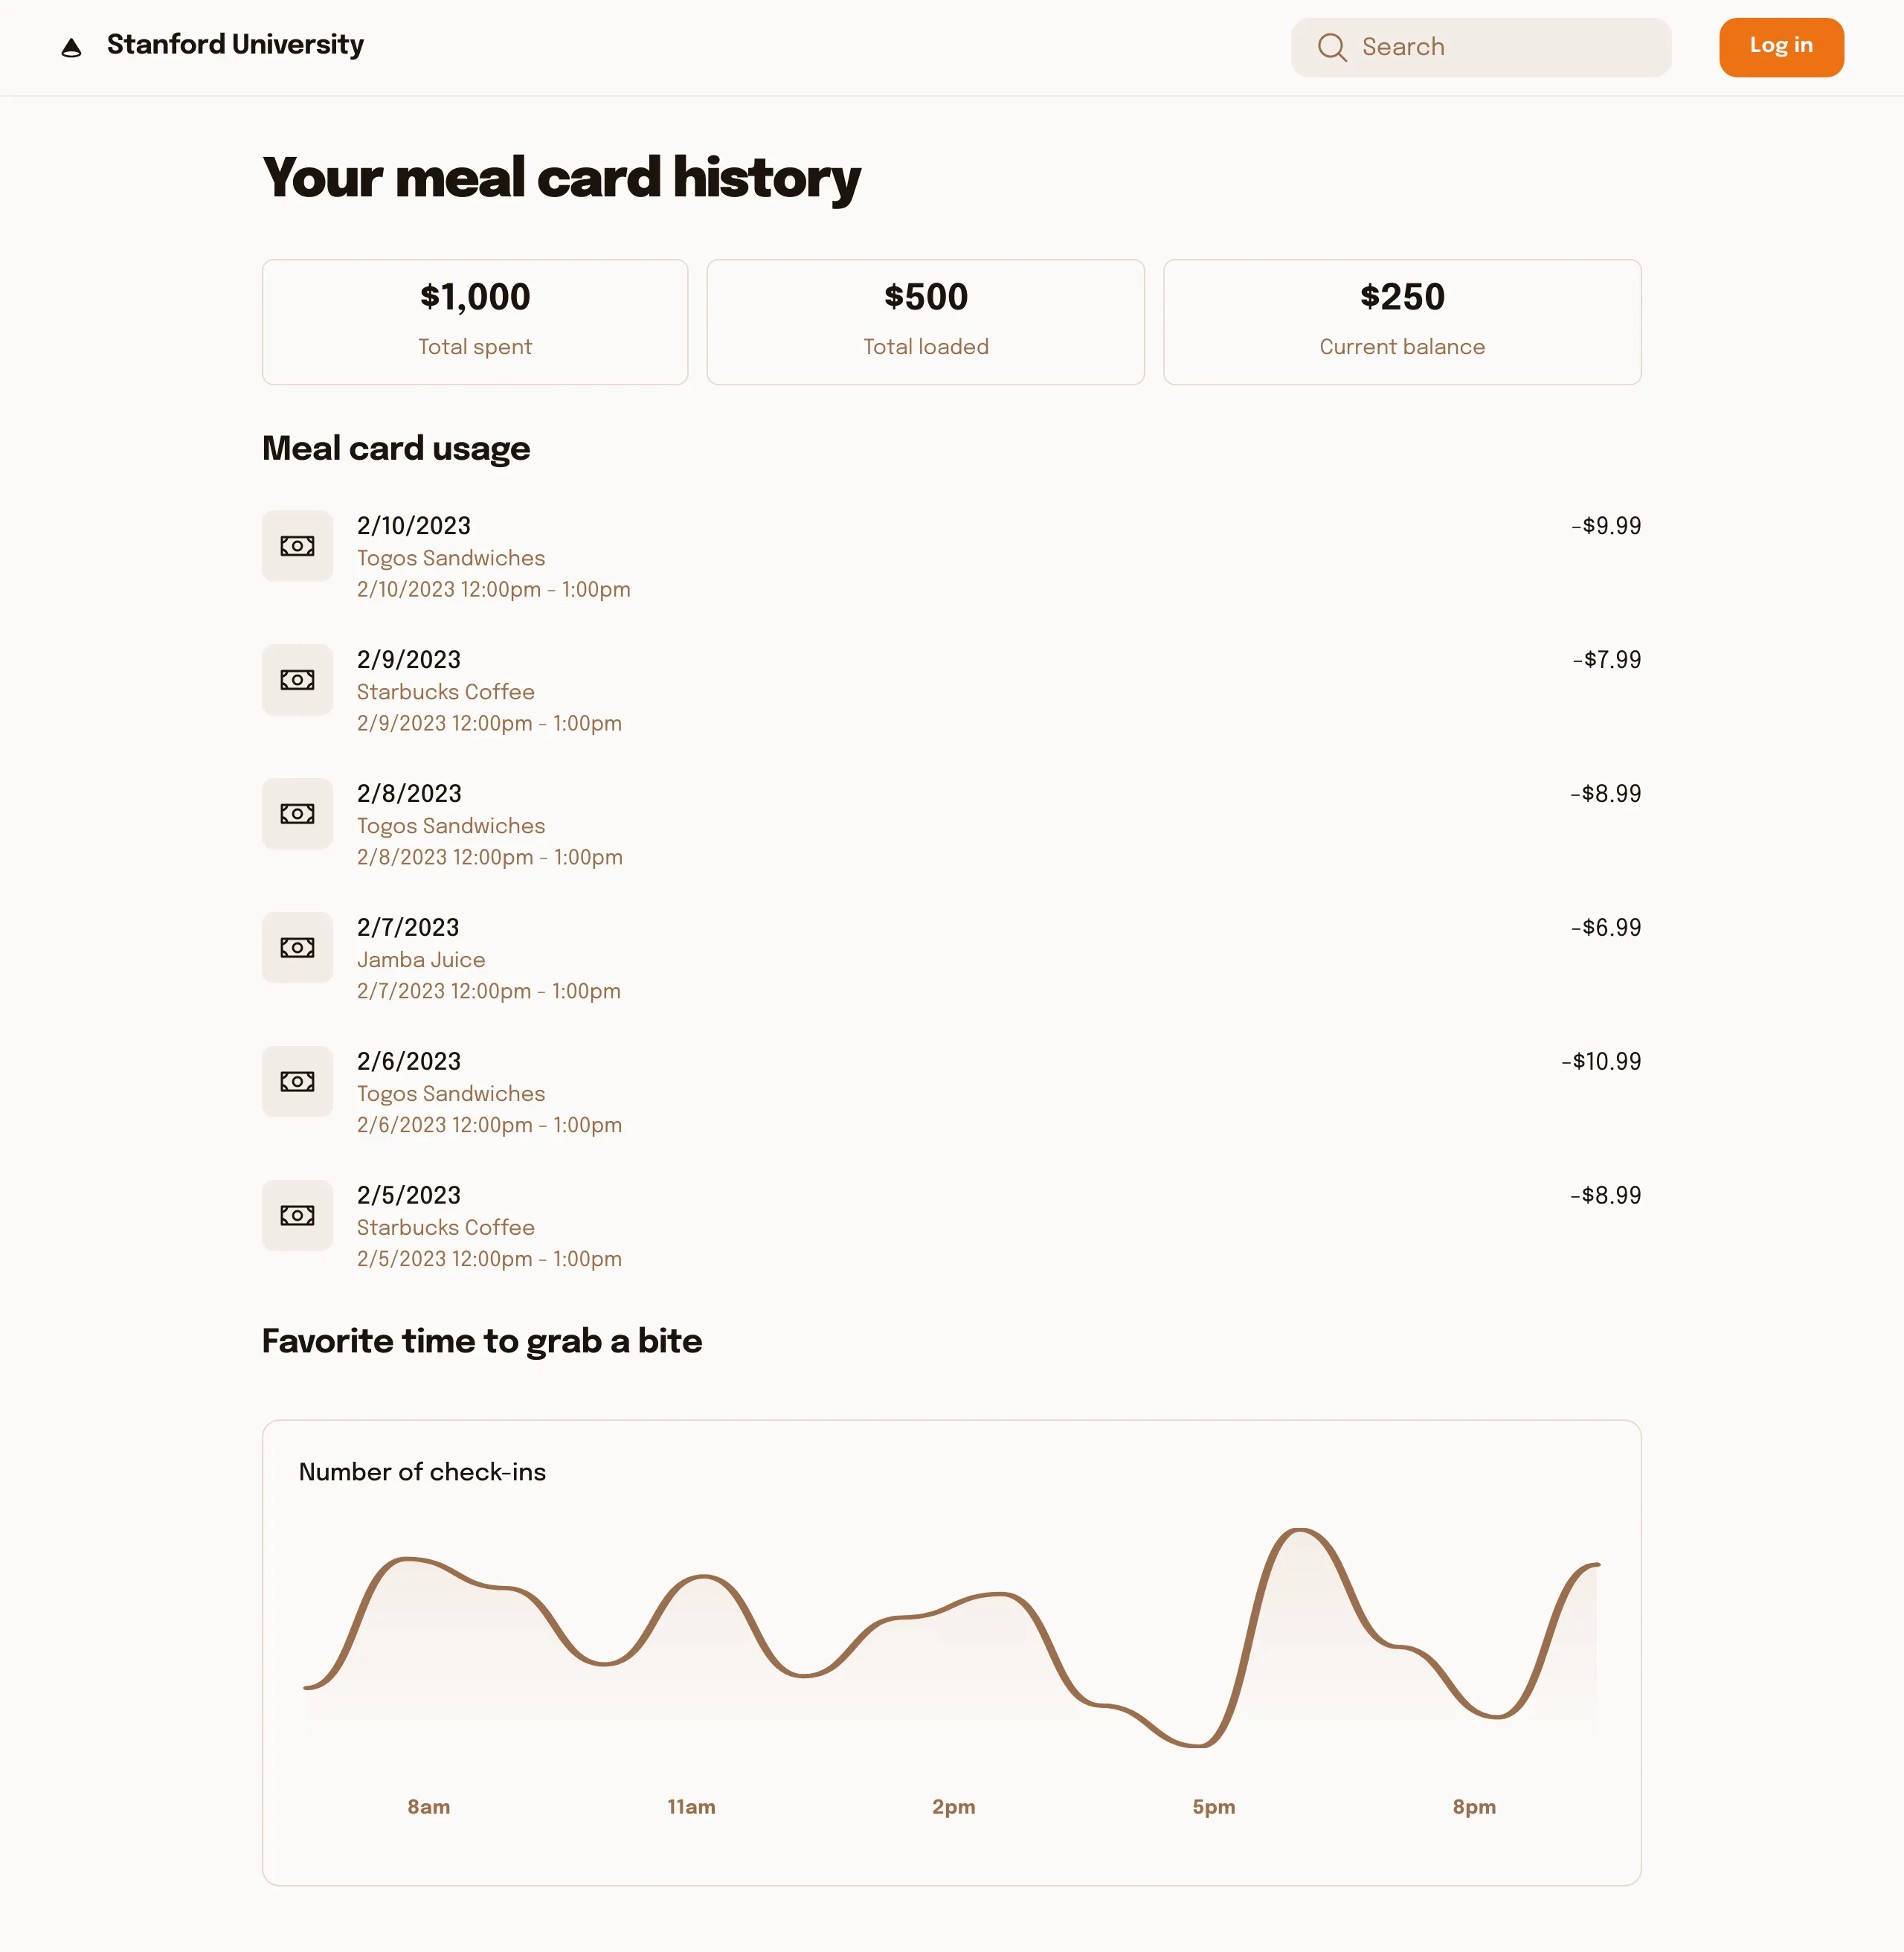 Stanford University
Search
Log in
Your meal card history
$1,000
Total spent
$500
Total loaded
$250
Current balance
Meal card usage
2/10/2023
-$9.99
Togos Sandwiches
2/10/2023 12:00pm - 1:00pm
2/9/2023
-$7.99
Starbucks Coffee
2/9/2023 12:00pm - 1:00pm
2/8/2023
-$8.99
Togos Sandwiches
2/8/2023 12:00pm - 1:00pm
2/7/2023
-$6.99
Jamba Juice
2/7/2023 12:00pm - 1:00pm
2/6/2023
-$10.99
Togos Sandwiches
2/6/2023 12:00pm - 1:00pm
2/5/2023
-$8.99
Starbucks Coffee
2/5/2023 12:00pm - 1:00pm
Favorite time to grab a bite
Number of check-ins
8am
11am
2pm
5pm
8pm